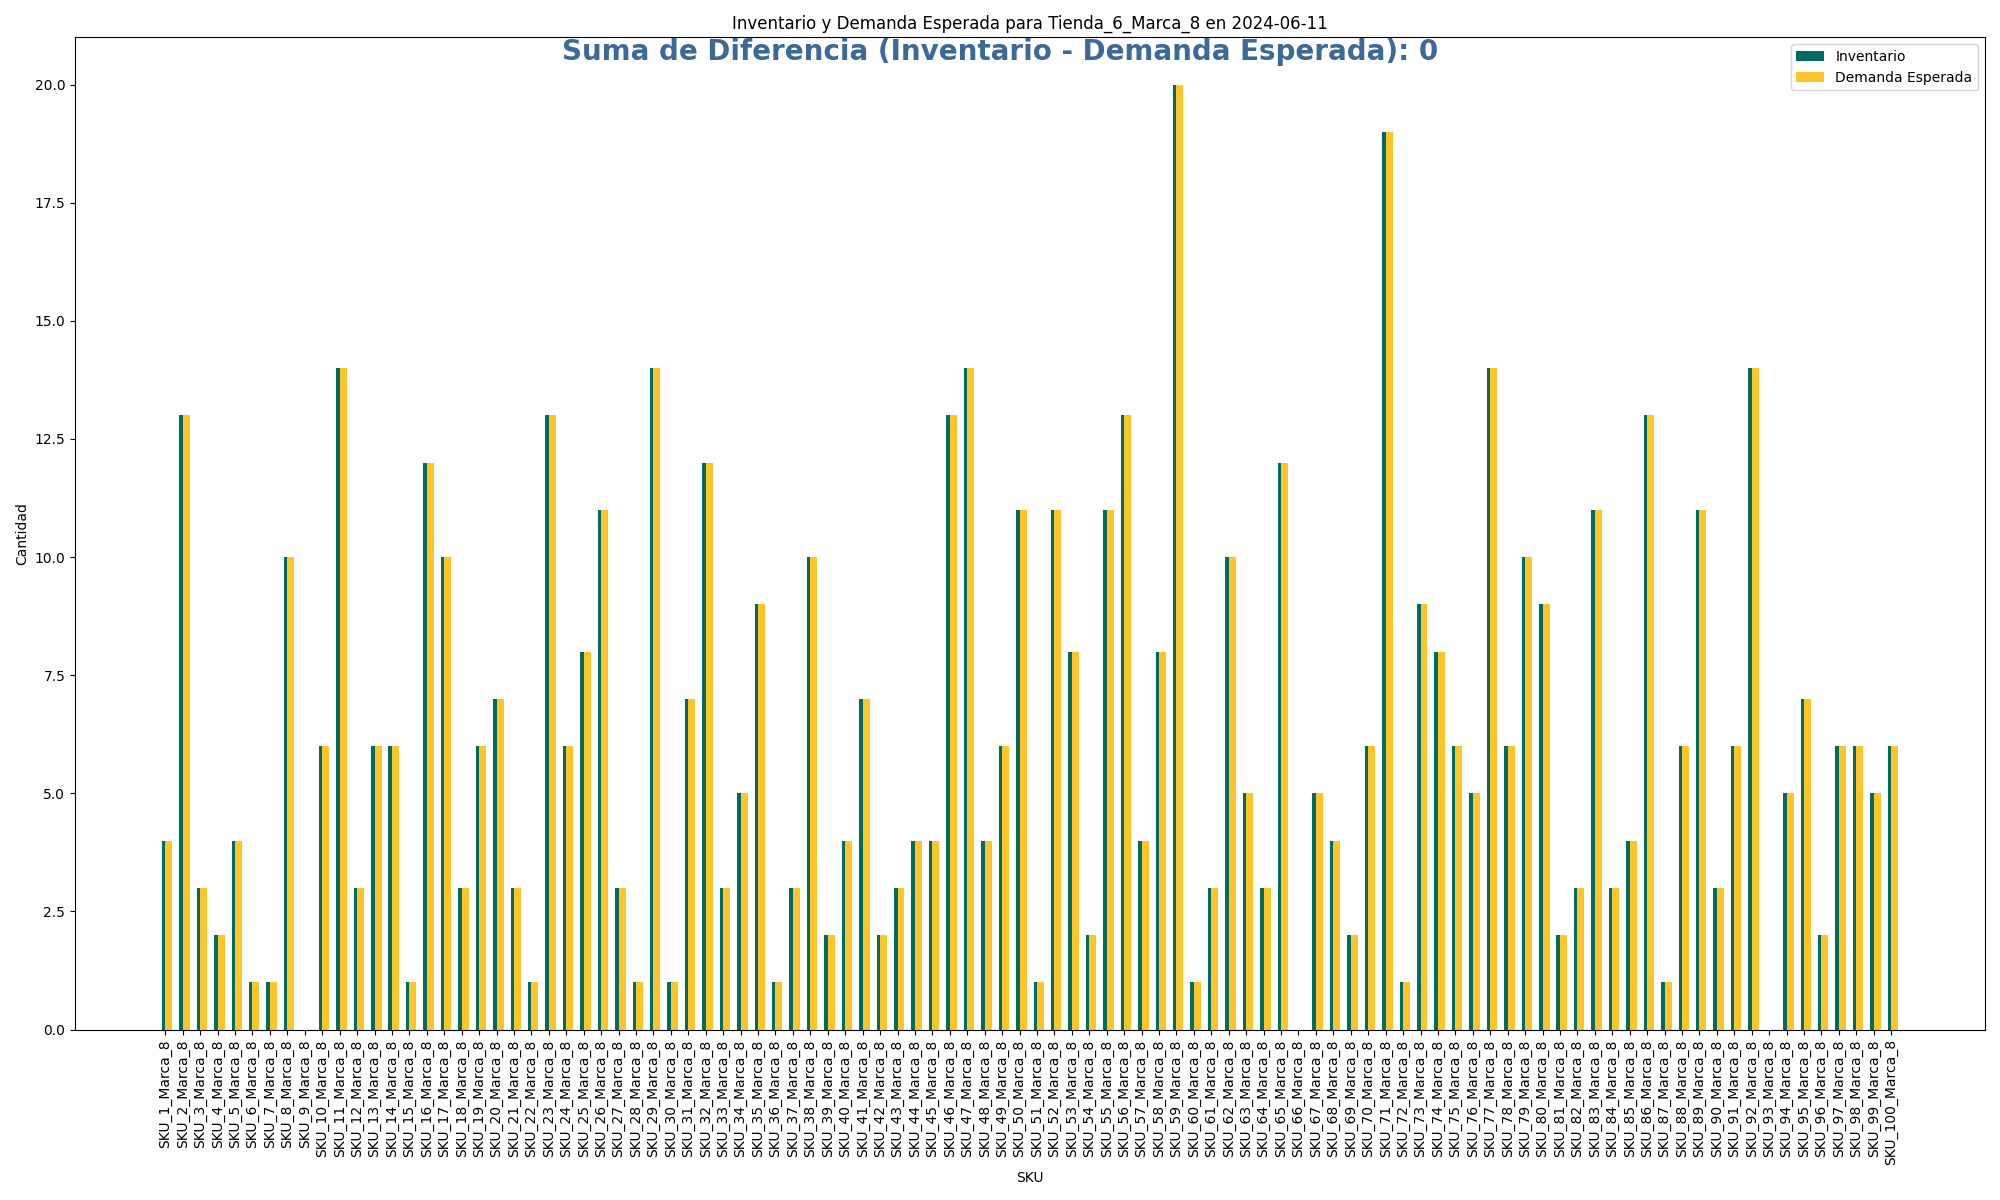 Inventario y Demanda Esperada para Tienda_6_Marca_8 en 2024-06-11
Suma de Diferencia (Inventario - Demanda Esperada): 0
Inventario
Demanda Esperada
20.0
17.5
15.0
12.5
10.0
7.5
5.0
2.5
0.0
Cantidad
SKU_1_Marca_8
SKU_2_Marca_8
SKU_3_Marca_8
SKU_4_Marca_8
SKU_5_Marca_8
SKU_6_Marca_8
SKU_7_Marca_8
SKU_8_Marca_8
SKU_9_Marca_8
SKU_10_Marca_8
SKU_11_Marca_8
SKU_12_Marca_8
SKU_13_Marca_8
SKU_14_Marca_8
SKU_15_Marca_8
SKU_16_Marca_8
SKU_17_Marca_8
SKU_18_Marca_8
SKU_19_Marca_8
SKU_20_Marca_8
SKU_21_Marca_8
SKU_22_Marca_8
SKU_23_Marca_8
SKU_24_Marca_8
SKU_25_Marca_8
SKU_26_Marca_8
SKU_27_Marca_8
SKU_28_Marca_8
SKU_29_Marca_8
SKU_30_Marca_8
SKU_31_Marca_8
SKU_32_Marca_8
SKU_33_Marca_8
SKU_34_Marca_8
SKU_35_Marca_8
SKU_36_Marca_8
SKU_37_Marca_8
SKU_38_Marca_8
SKU_39_Marca_8
SKU_40_Marca_8
SKU_41_Marca_8
SKU_42_Marca_8
SKU_43_Marca_8
SKU_44_Marca_8
SKU_45_Marca_8
SKU_46_Marca_8
SKU_47_Marca_8
SKU_48_Marca_8
SKU_49_Marca_8
SKU_50_Marca_8
SKU_51_Marca_8
SKU_52_Marca_8
SKU_53_Marca_8
SKU_54_Marca_8
SKU_55_Marca_8
SKU_56_Marca_8
SKU_57_Marca_8
SKU_58_Marca_8
SKU_59_Marca_8
SKU_60_Marca_8
SKU_61_Marca_8
SKU_62_Marca_8
SKU_63_Marca_8
SKU_64_Marca_8
SKU_65_Marca_8
SKU_66_Marca_8
SKU_67_Marca_8
SKU_68_Marca_8
SKU_69_Marca_8
SKU_70_Marca_8
SKU_71_Marca_8
SKU_72_Marca_8
SKU_73_Marca_8
SKU_74_Marca_8
SKU_75_Marca_8
SKU_76_Marca_8
SKU_77_Marca_8
SKU_78_Marca_8
SKU_79_Marca_8
SKU_80_Marca_8
SKU_81_Marca_8
SKU_82_Marca_8
SKU_83_Marca_8
SKU_84_Marca_8
SKU_85_Marca_8
SKU_86_Marca_8
SKU_87_Marca_8
SKU_88_Marca_8
SKU_89_Marca_8
SKU_90_Marca_8
SKU_91_Marca_8
SKU_92_Marca_8
SKU_93_Marca_8
SKU_94_Marca_8
SKU_95_Marca_8
SKU_96_Marca_8
SKU_97_Marca_8
SKU_98_Marca_8
SKU_99_Marca_8
SKU_100_Marca_8
SKU